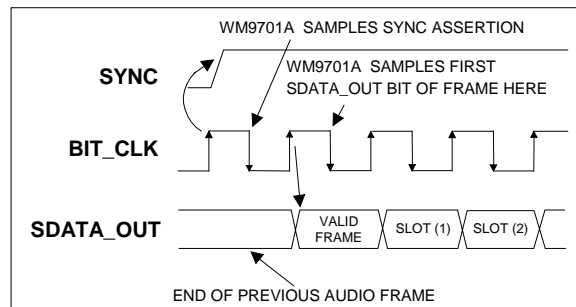 WM9701A SAMPLES SYNC ASSERTION
SYNC
WM9701A SAMPLES FIRST
SDATA_OUT BIT OF FRAME HERE
BIT_CLK
SDATA_OUT
VALID
FRAME
SLOT (1)
SLOT (2)
END OF PREVIOUS AUDIO FRAME